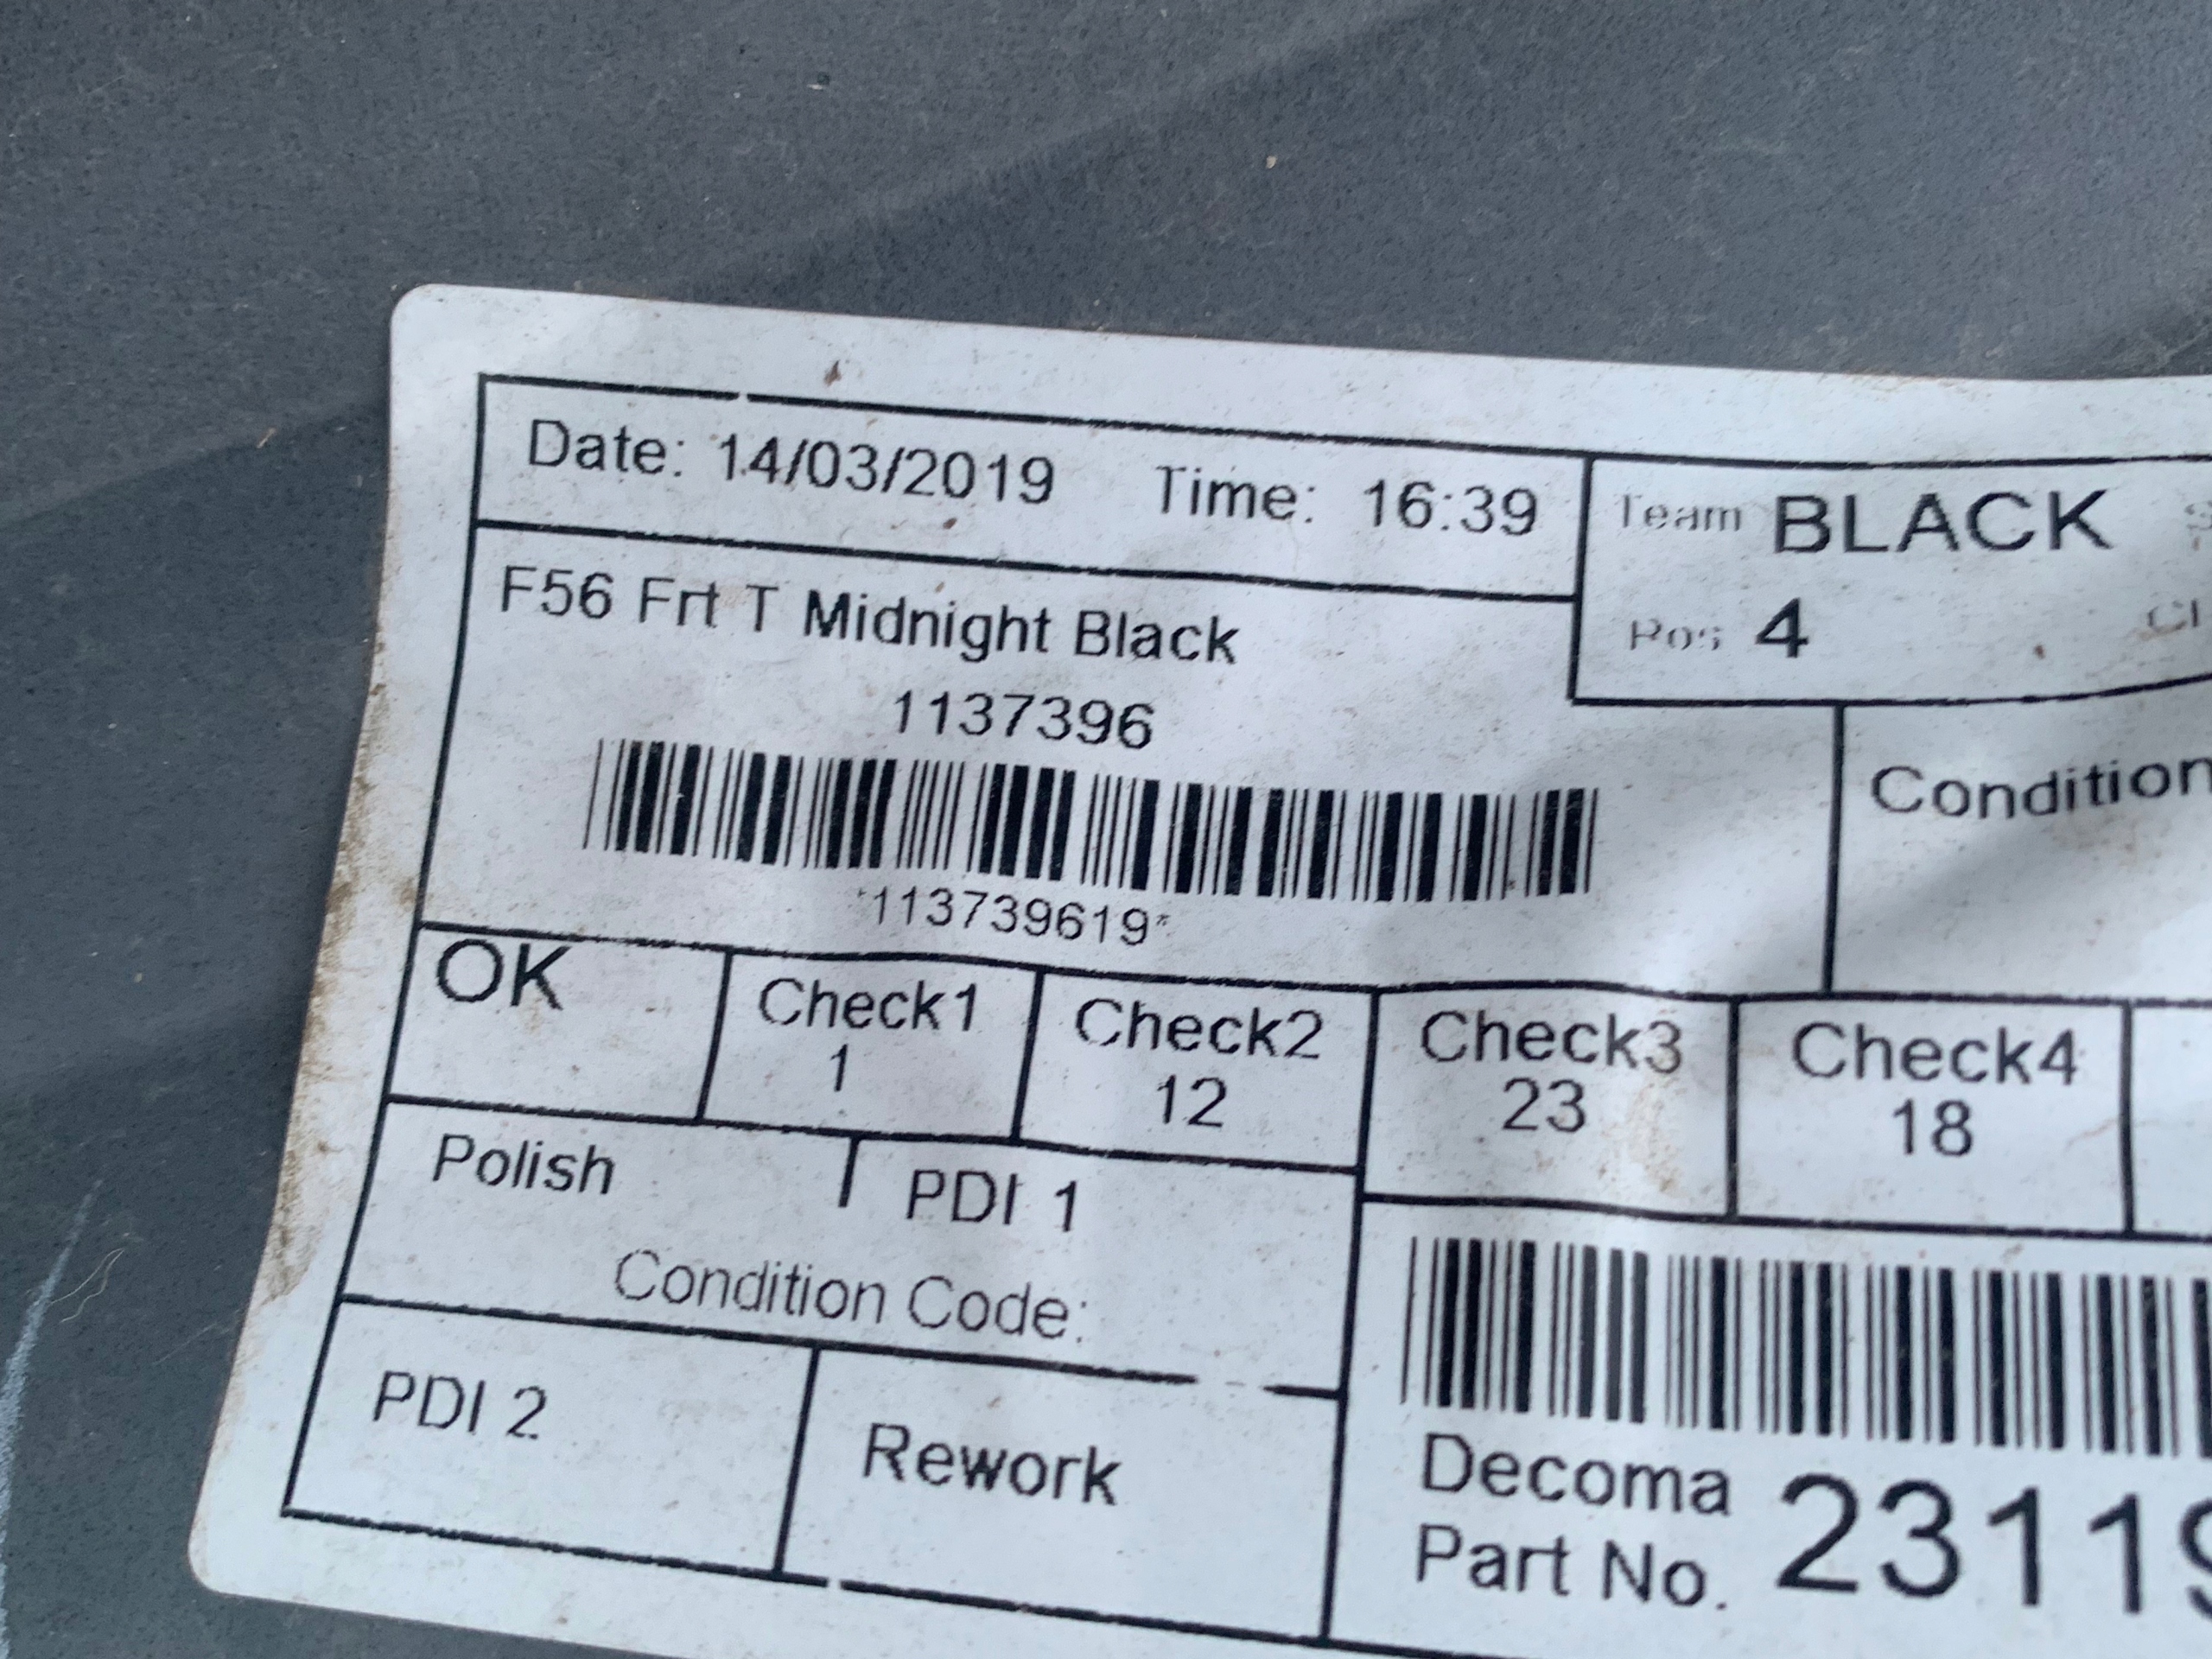 Date: 14/03/2019 Time: 16:39
Team BLACK
Pos 4
F56 Frt T Midnight Black
1137396
*113739619*
Condition
OK
Check1
1
Check2
12
Check3
23
Check4
18
Polish
PDI 1
Condition Code:
PDI 2
Rework
Decoma
Part No. 2311